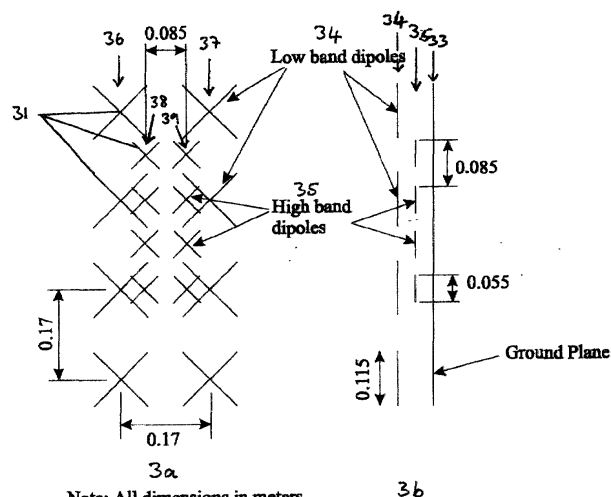 36
0.085
37
34
Low band dipoles
34
35
33
31
38
39
0.085
35
High band
dipoles
0.055
0.17
Ground Plane
0.115
0.17
3a
3b
Note: All dimensions in meters